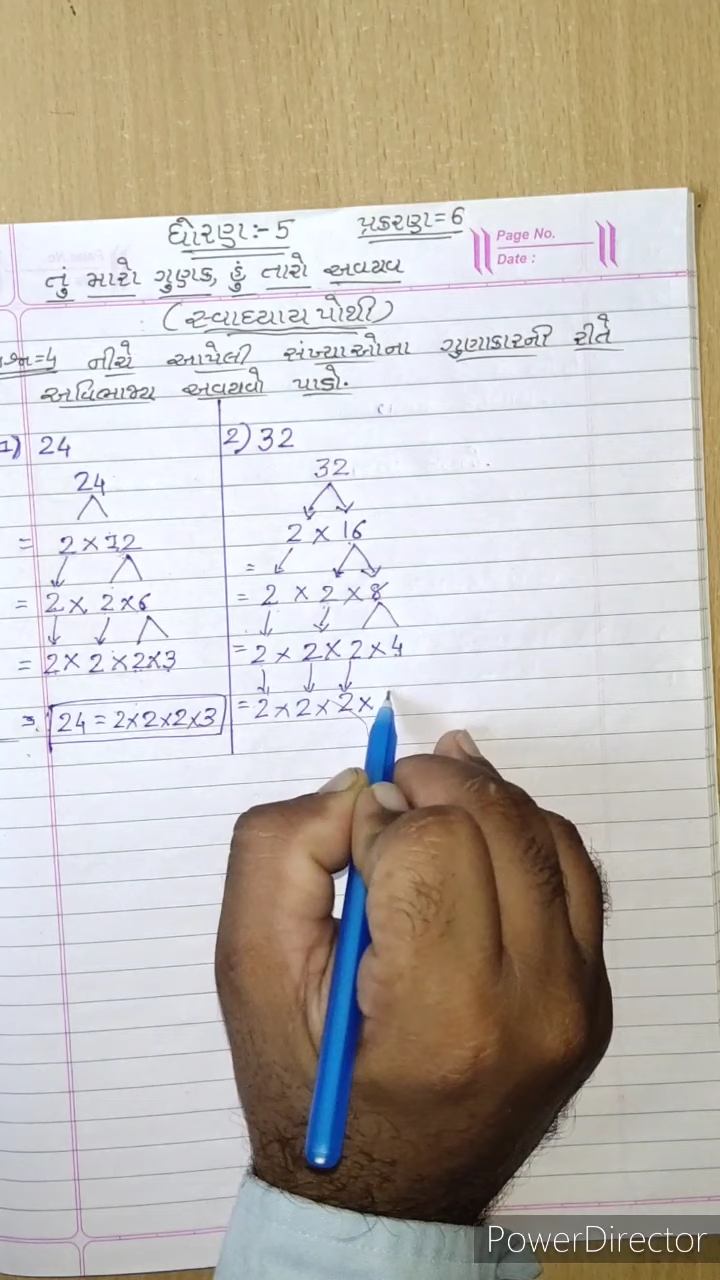 ધોરણ:-5 પ્રકરણ=6
Page No.
Date :
તું મારો ગુણક, હું તારો અવયવ
(સ્વાધ્યાય પોથી)
નીચે આપેલી સંખ્યાઓના ગુણાકારની રીતે
અવિભાજ્ય અવયવો પાડો.
1) 24
24
= 2 × 12
= 2 × 2 × 6
= 2 × 2 × 2 × 3
24 = 2×2×2×3
2) 32
32
2 × 16
=
= 2 × 2 × 8
= 2 × 2 × 2 × 4
= 2 × 2 × 2 ×
PowerDirector